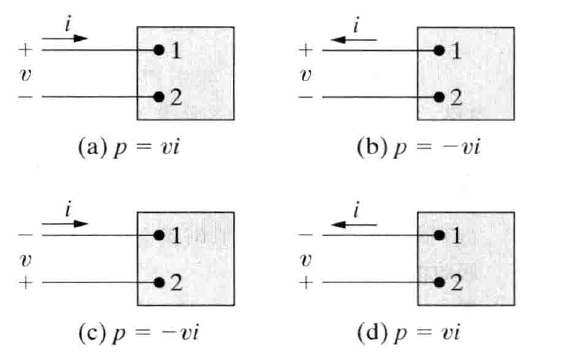 i i
+ 1 + 1
v v
− 2 − 2
(a) p = vi (b) p = −vi
i i
− 1 − 1
v v
+ 2 + 2
(c) p = −vi (d) p = vi